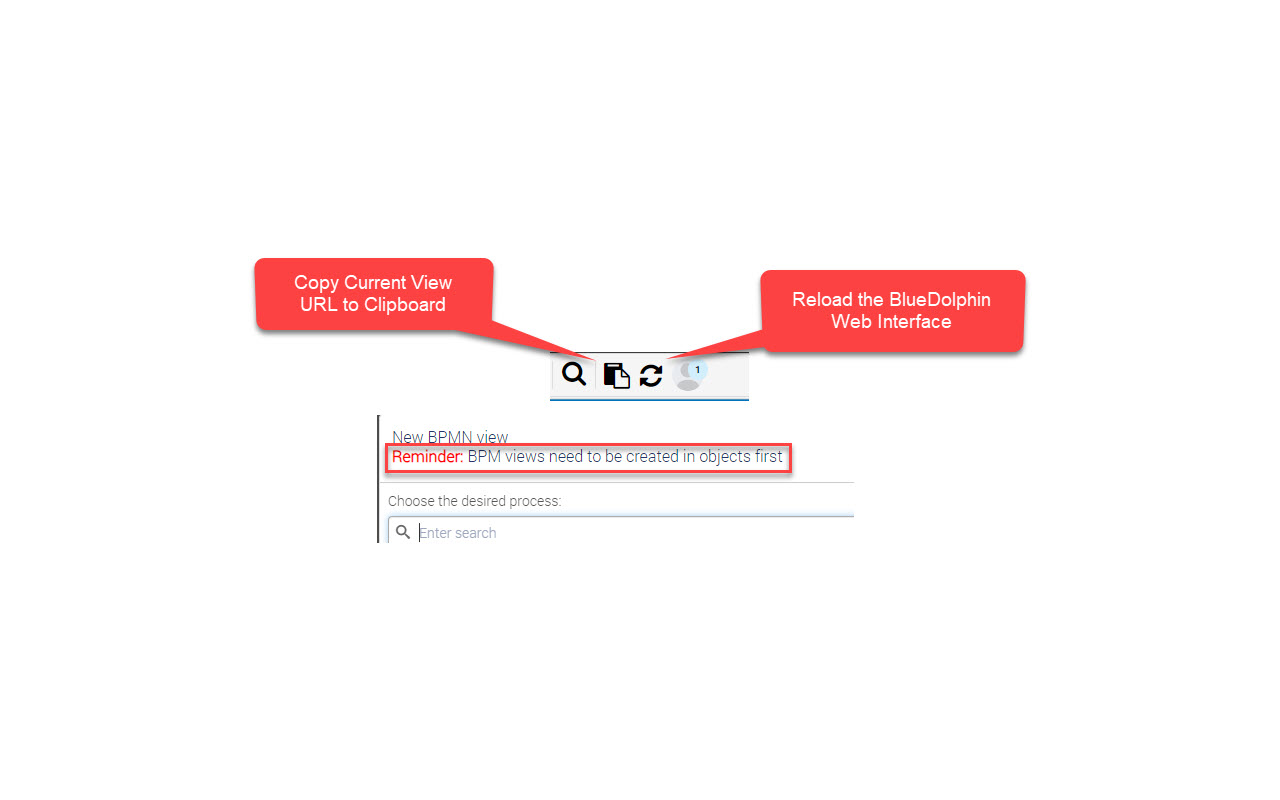 Copy Current View
URL to Clipboard
Reload the BlueDolphin
Web Interface
1
New BPMN view
Reminder: BPM views need to be created in objects first
Choose the desired process:
Enter search